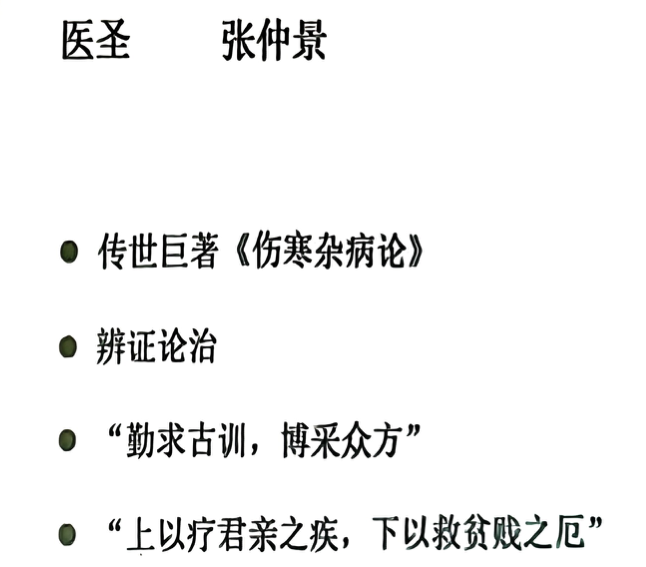 医圣 张仲景
传世巨著《伤寒杂病论》
辨证论治
“勤求古训，博采众方”
“上以疗君亲之疾，下以救贫贱之厄”